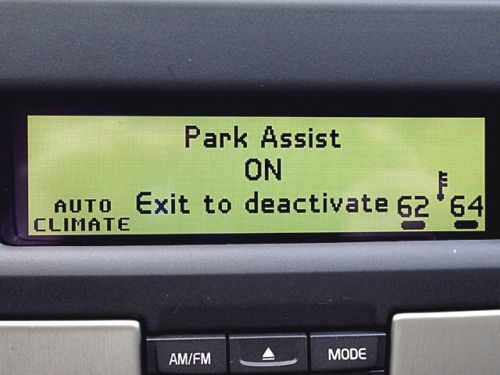 Park Assist
ON
Exit to deactivate
AUTO
CLIMATE
62 64
AM/FM
MODE